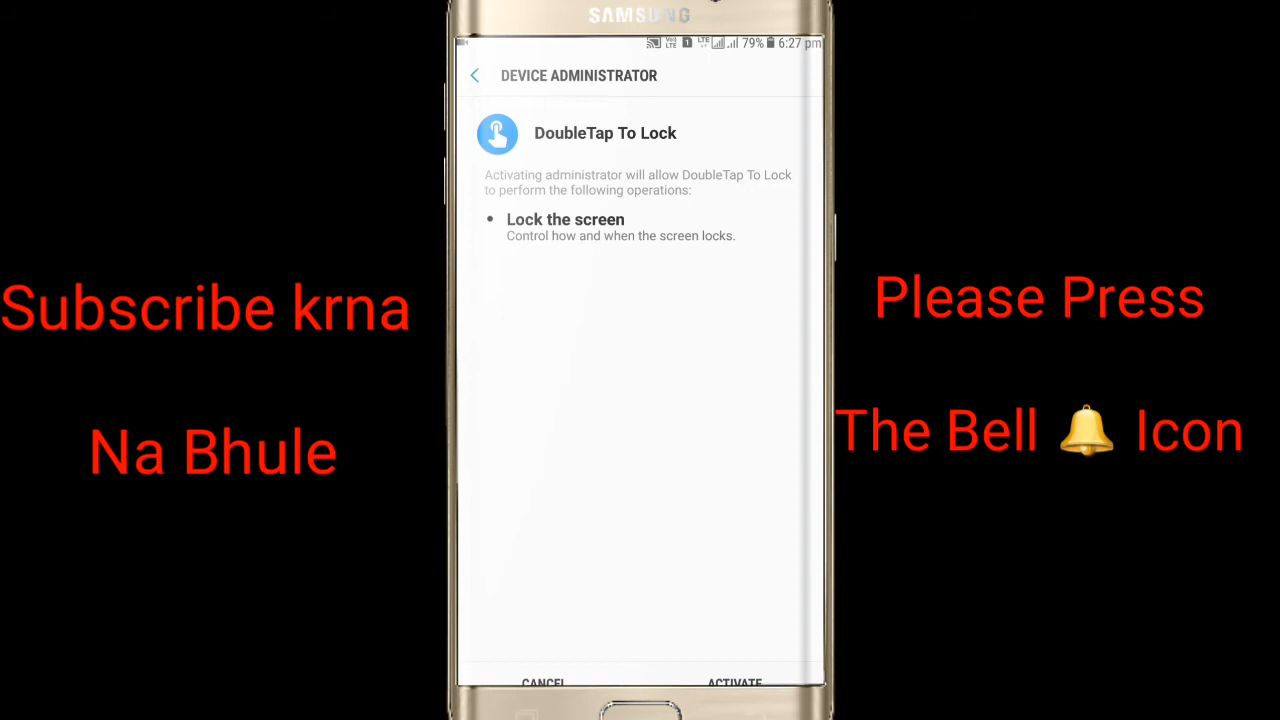 SAMSUNG
LTE 79% 6:27 pm
DEVICE ADMINISTRATOR
DoubleTap To Lock
Activating administrator will allow DoubleTap To Lock
to perform the following operations:
• Lock the screen
Control how and when the screen locks.
CANCEL
ACTIVATE
Subscribe krna
Na Bhule
Please Press
The Bell 🔔 Icon